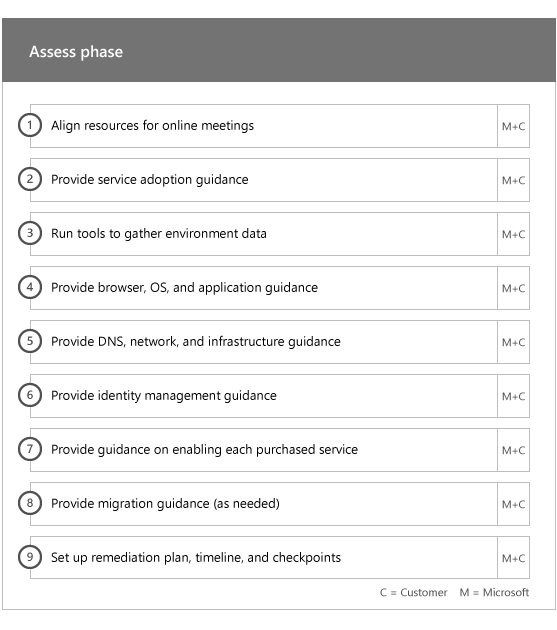 Assess phase
1 Align resources for online meetings M+C
2 Provide service adoption guidance M+C
3 Run tools to gather environment data M+C
4 Provide browser, OS, and application guidance M+C
5 Provide DNS, network, and infrastructure guidance M+C
6 Provide identity management guidance M+C
7 Provide guidance on enabling each purchased service M+C
8 Provide migration guidance (as needed) M+C
9 Set up remediation plan, timeline, and checkpoints M+C
C = Customer M = Microsoft